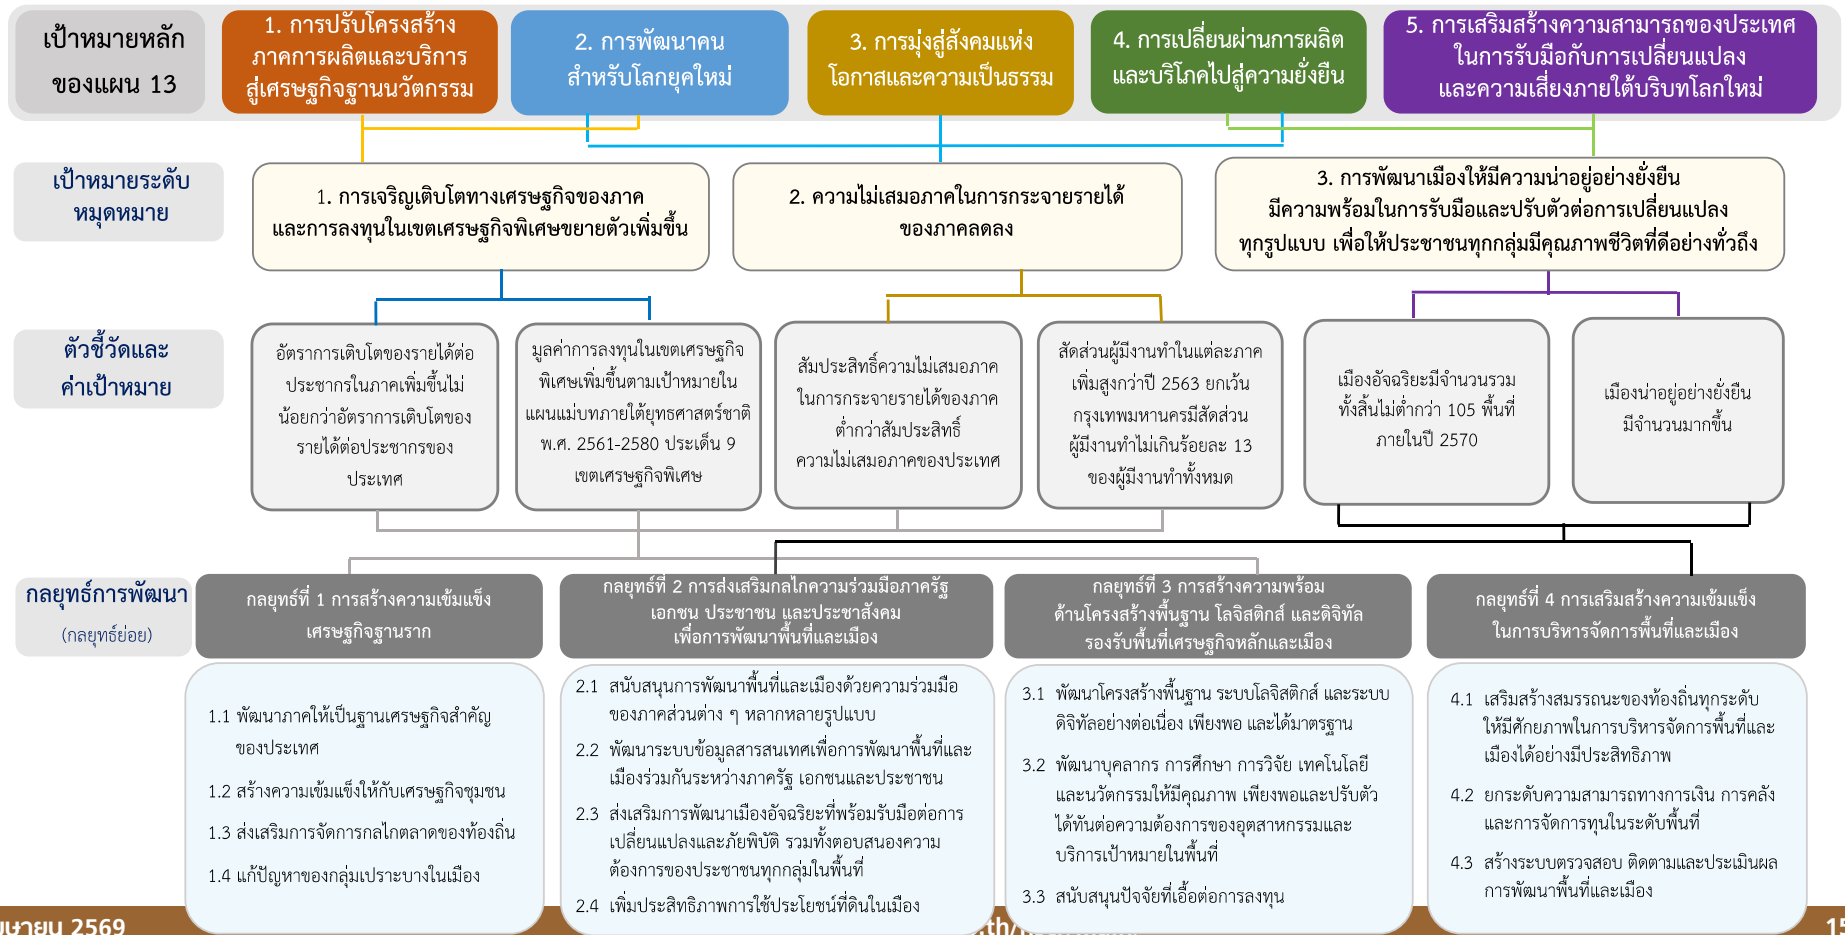 เป้าหมายหลัก
ของแผน 13
1. การปรับโครงสร้าง
ภาคการผลิตและบริการ
สู่เศรษฐกิจฐานนวัตกรรม
2. การพัฒนาคน
สำหรับโลกยุคใหม่
3. การมุ่งสู่สังคมแห่ง
โอกาสและความเป็นธรรม
4. การเปลี่ยนผ่านการผลิต
และบริโภคไปสู่ความยั่งยืน
5. การเสริมสร้างความสามารถของประเทศ
ในการรับมือกับการเปลี่ยนแปลง
และความเสี่ยงภายใต้บริบทโลกใหม่
เป้าหมายระดับ
หมุดหมาย
1. การเจริญเติบโตทางเศรษฐกิจของภาค
และการลงทุนในเขตเศรษฐกิจพิเศษขยายตัวเพิ่มขึ้น
2. ความไม่เสมอภาคในการกระจายรายได้
ของภาคลดลง
3. การพัฒนาเมืองให้มีความน่าอยู่อย่างยั่งยืน
มีความพร้อมในการรับมือและปรับตัวต่อการเปลี่ยนแปลง
ทุกรูปแบบ เพื่อให้ประชาชนทุกกลุ่มมีคุณภาพชีวิตที่ดีอย่างทั่วถึง
ตัวชี้วัดและ
ค่าเป้าหมาย
อัตราการเติบโตของรายได้ต่อ
ประชากรในภาคเพิ่มขึ้นไม่
น้อยกว่าอัตราการเติบโตของ
รายได้ต่อประชากรของ
ประเทศ
มูลค่าการลงทุนในเขตเศรษฐกิจ
พิเศษเพิ่มขึ้นตามเป้าหมายใน
แผนแม่บทภายใต้ยุทธศาสตร์ชาติ
พ.ศ. 2561-2580 ประเด็น 9
เขตเศรษฐกิจพิเศษ
สัมประสิทธิ์ความไม่เสมอภาค
ในการกระจายรายได้ของภาค
ต่ำกว่าสัมประสิทธิ์
ความไม่เสมอภาคของประเทศ
สัดส่วนผู้มีงานทำในแต่ละภาค
เพิ่มสูงกว่าปี 2563 ยกเว้น
กรุงเทพมหานครมีสัดส่วน
ผู้มีงานทำไม่เกินร้อยละ 13
ของผู้มีงานทำทั้งหมด
เมืองอัจฉริยะมีจำนวนรวม
ทั้งสิ้นไม่ต่ำกว่า 105 พื้นที่
ภายในปี 2570
เมืองน่าอยู่อย่างยั่งยืน
มีจำนวนมากขึ้น
กลยุทธ์การพัฒนา
(กลยุทธ์ย่อย)
กลยุทธ์ที่ 1 การสร้างความเข้มแข็ง
เศรษฐกิจฐานราก
กลยุทธ์ที่ 2 การส่งเสริมกลไกความร่วมมือภาครัฐ
เอกชน ประชาชน และประชาสังคม
เพื่อการพัฒนาพื้นที่และเมือง
กลยุทธ์ที่ 3 การสร้างความพร้อม
ด้านโครงสร้างพื้นฐาน โลจิสติกส์ และดิจิทัล
รองรับพื้นที่เศรษฐกิจหลักและเมือง
กลยุทธ์ที่ 4 การเสริมสร้างความเข้มแข็ง
ในการบริหารจัดการพื้นที่และเมือง
1.1 พัฒนาภาคให้เป็นฐานเศรษฐกิจสำคัญ
ของประเทศ
1.2 สร้างความเข้มแข็งให้กับเศรษฐกิจชุมชน
1.3 ส่งเสริมการจัดการกลไกตลาดของท้องถิ่น
1.4 แก้ปัญหาของกลุ่มเปราะบางในเมือง
2.1 สนับสนุนการพัฒนาพื้นที่และเมืองด้วยความร่วมมือ
ของภาคส่วนต่าง ๆ หลากหลายรูปแบบ
2.2 พัฒนาระบบข้อมูลสารสนเทศเพื่อการพัฒนาพื้นที่และ
เมืองร่วมกันระหว่างภาครัฐ เอกชนและประชาชน
2.3 ส่งเสริมการพัฒนาเมืองอัจฉริยะที่พร้อมรับมือต่อการ
เปลี่ยนแปลงและภัยพิบัติ รวมทั้งตอบสนองความ
ต้องการของประชาชนทุกกลุ่มในพื้นที่
2.4 เพิ่มประสิทธิภาพการใช้ประโยชน์ที่ดินในเมือง
3.1 พัฒนาโครงสร้างพื้นฐาน ระบบโลจิสติกส์ และระบบ
ดิจิทัลอย่างต่อเนื่อง เพียงพอ และได้มาตรฐาน
3.2 พัฒนาบุคลากร การศึกษา การวิจัย เทคโนโลยี
และนวัตกรรมให้มีคุณภาพ เพียงพอและปรับตัว
ได้ทันต่อความต้องการของอุตสาหกรรมและ
บริการเป้าหมายในพื้นที่
3.3 สนับสนุนปัจจัยที่เอื้อต่อการลงทุน
4.1 เสริมสร้างสมรรถนะของท้องถิ่นทุกระดับ
ให้มีศักยภาพในการบริหารจัดการพื้นที่และ
เมืองได้อย่างมีประสิทธิภาพ
4.2 ยกระดับความสามารถทางการเงิน การคลัง
และการจัดการทุนในระดับพื้นที่
4.3 สร้างระบบตรวจสอบ ติดตามและประเมินผล
การพัฒนาพื้นที่และเมือง
2569
15